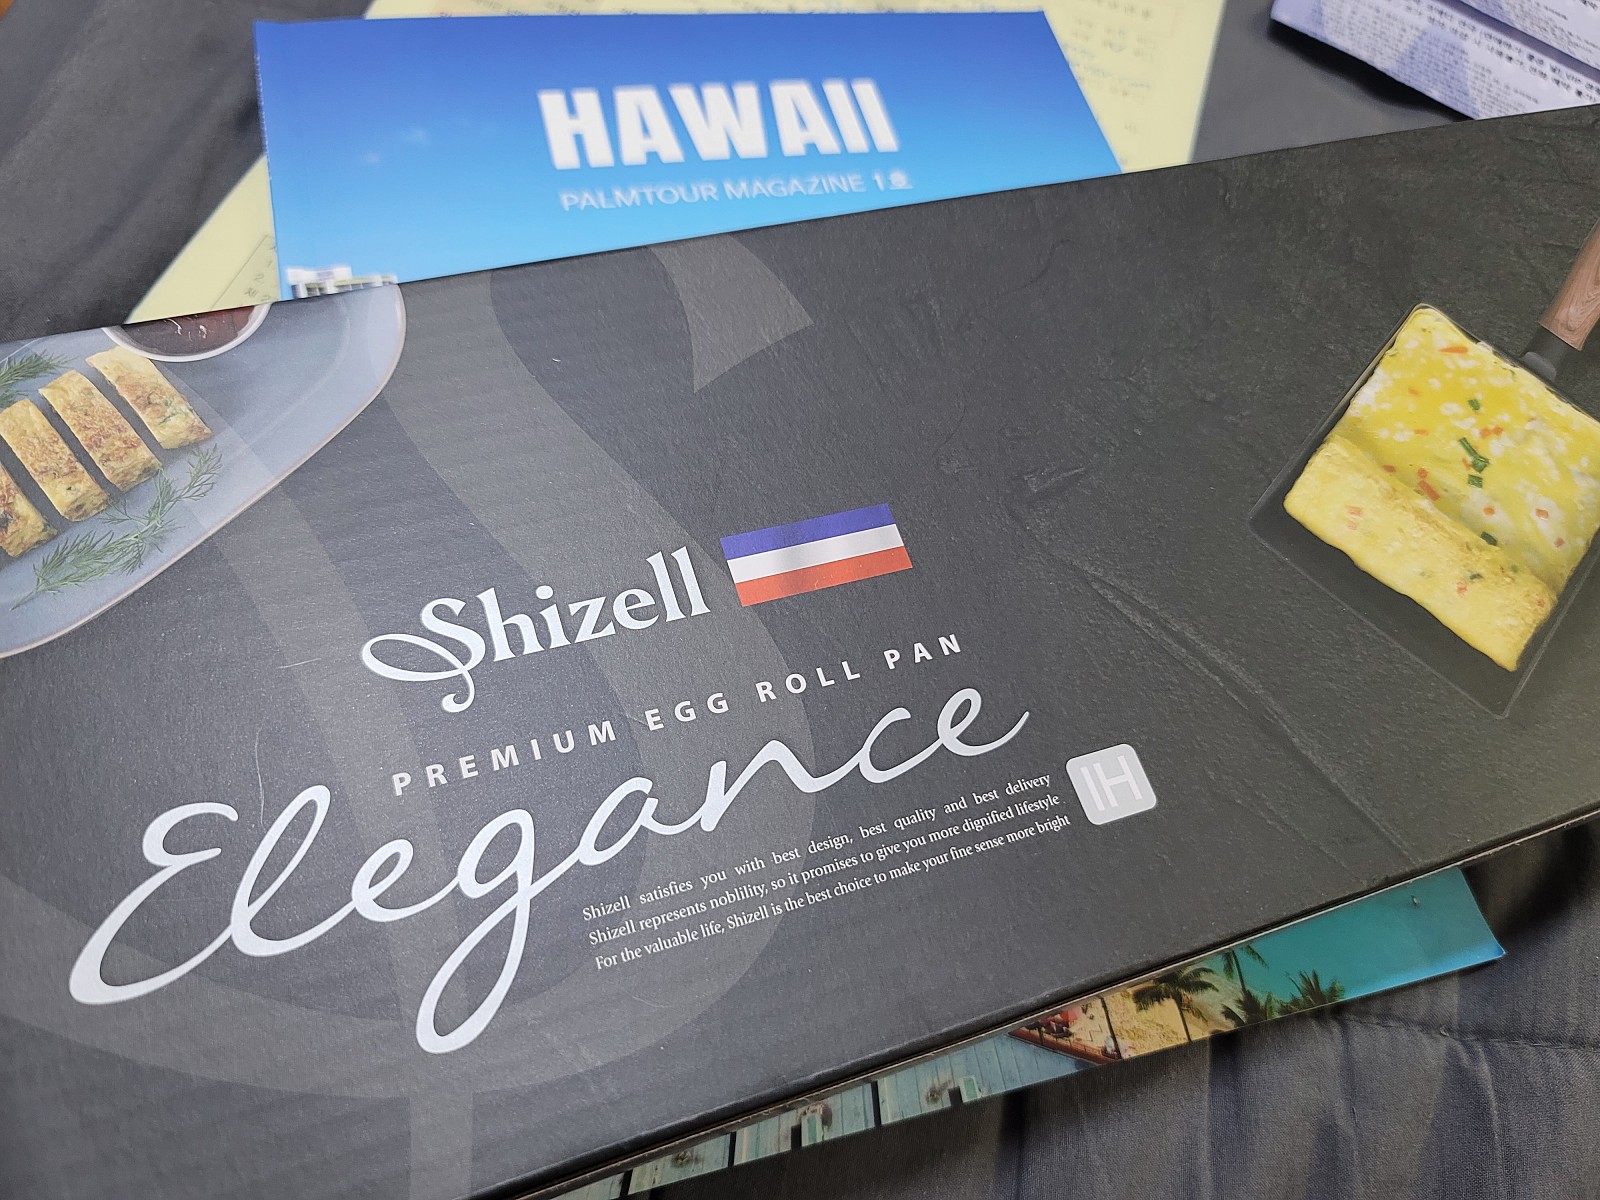 HAWAII
PALMTOUR MAGAZINE 1호
Shizell
PREMIUM EGG ROLL PAN
Elegance
Shizell satisfies you with best design, best quality and best delivery
Shizell represents noblility, so it promises to give you more dignified lifestyle
For the valuable life, Shizell is the best choice to make your fine sense more bright
IH